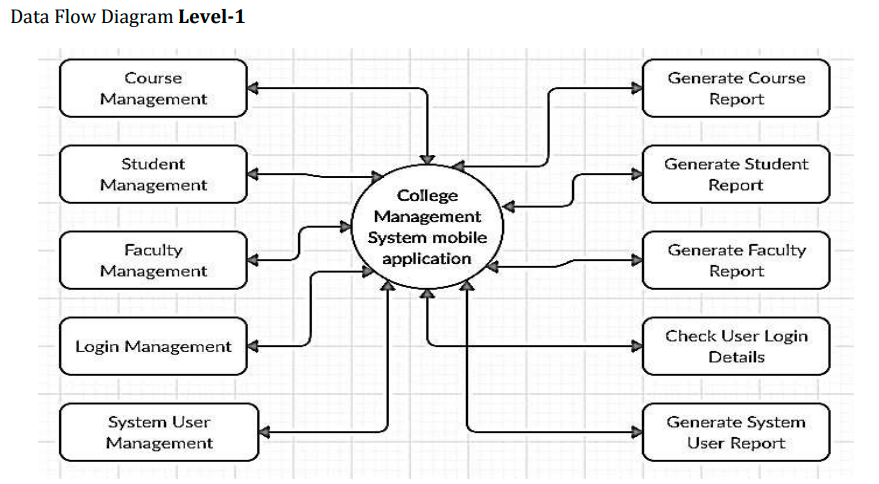 Data Flow Diagram Level-1
Course
Management
Generate Course
Report
Student
Management
Generate Student
Report
College
Management
System mobile
application
Faculty
Management
Generate Faculty
Report
Login Management
Check User Login
Details
System User
Management
Generate System
User Report